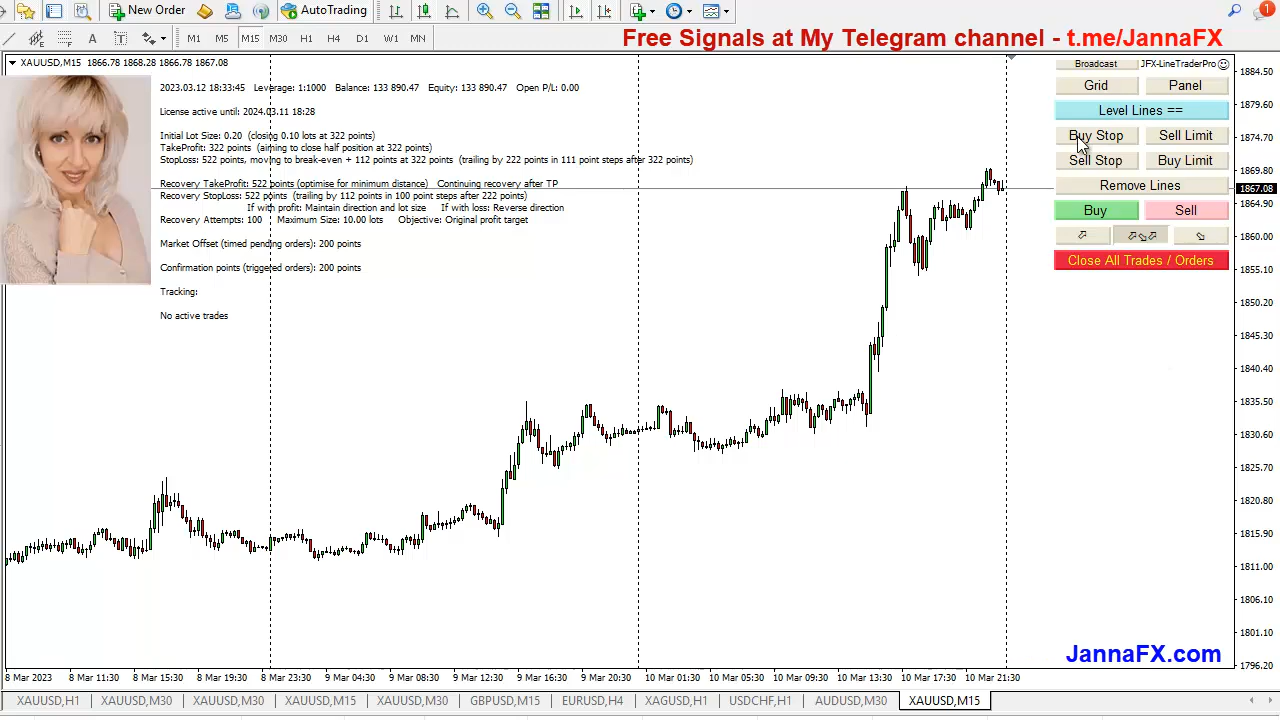 New Order
AutoTrading
1
A
T
M1 M5 M15 M30 H1 H4 D1 W1 MN
Free Signals at My Telegram channel - t.me/JannaFX
XAUUSD,M15 1866.78 1868.28 1866.78 1867.08
Broadcast JFX-LineTraderPro
Grid Panel
Level Lines ==
Buy Stop Sell Limit
Sell Stop Buy Limit
Remove Lines
Buy Sell
Close All Trades / Orders
2023.03.12 18:33:45 Leverage: 1:1000 Balance: 133 890.47 Equity: 133 890.47 Open P/L: 0.00
License active until: 2024.03.11 18:28
Initial Lot Size: 0.20 (closing 0.10 lots at 322 points)
TakeProfit: 322 points (aiming to close half position at 322 points)
StopLoss: 522 points, moving to break-even + 112 points at 322 points (trailing by 222 points in 111 point steps after 322 points)
Recovery TakeProfit: 522 points (optimise for minimum distance) Continuing recovery after TP
Recovery StopLoss: 522 points (trailing by 112 points in 100 point steps after 222 points)
If with profit: Maintain direction and lot size If with loss: Reverse direction
Recovery Attempts: 100 Maximum Size: 10.00 lots Objective: Original profit target
Market Offset (timed pending orders): 200 points
Confirmation points (triggered orders): 200 points
Tracking:
No active trades
1884.50
1879.60
1874.70
1869.80
1867.08
1864.90
1860.00
1855.10
1850.20
1845.30
1840.40
1835.50
1830.60
1825.70
1820.80
1815.90
1811.00
1806.10
1801.10
1796.20
JannaFX.com
8 Mar 2023 8 Mar 11:30 8 Mar 15:30 8 Mar 19:30 8 Mar 23:30 9 Mar 04:30 9 Mar 08:30 9 Mar 12:30 9 Mar 16:30 9 Mar 20:30 10 Mar 01:30 10 Mar 05:30 10 Mar 09:30 10 Mar 13:30 10 Mar 17:30 10 Mar 21:30
XAUUSD,H1 XAUUSD,M30 XAUUSD,M30 XAUUSD,M15 XAUUSD,M30 GBPUSD,M15 EURUSD,H4 XAGUSD,H1 USDCHF,H1 AUDUSD,M30 XAUUSD,M15